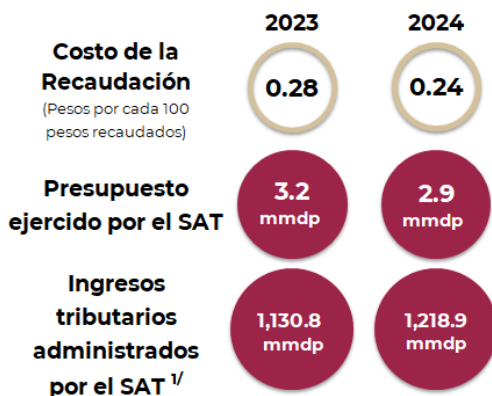 2023 2024
Costo de la
Recaudación
(Pesos por cada 100
pesos recaudados)
0.28 0.24
Presupuesto
ejercido por el SAT
3.2
mmdp
2.9
mmdp
Ingresos
tributarios
administrados
por el SAT 1/
1,130.8
mmdp
1,218.9
mmdp